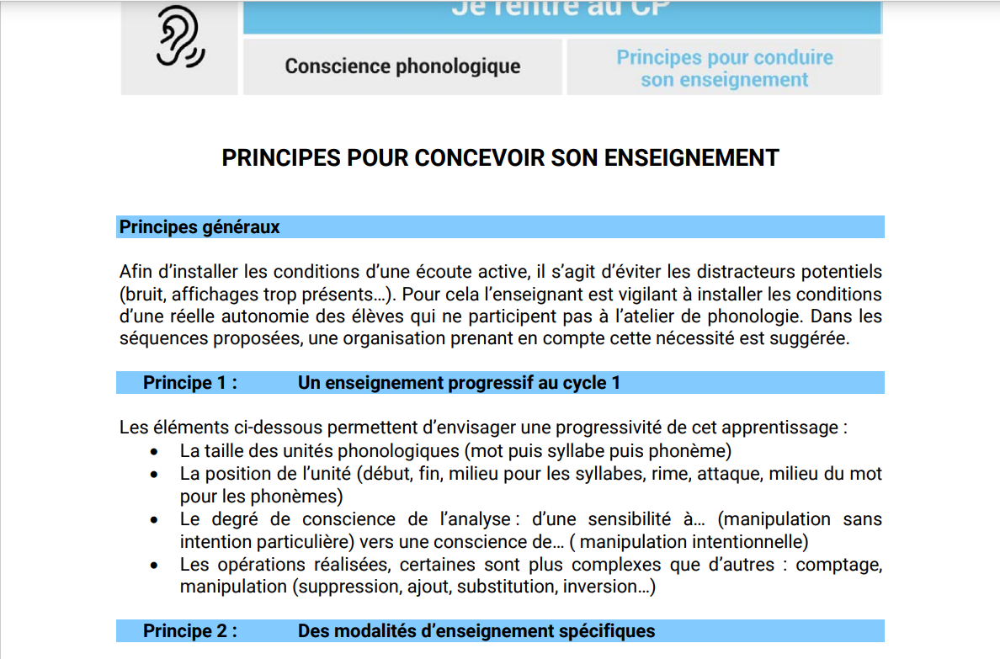 Je rentre au CP
Conscience phonologique
Principes pour conduire
son enseignement
PRINCIPES POUR CONCEVOIR SON ENSEIGNEMENT
Principes généraux
Afin d’installer les conditions d’une écoute active, il s’agit d’éviter les distracteurs potentiels
(bruit, affichages trop présents…). Pour cela l’enseignant est vigilant à installer les conditions
d’une réelle autonomie des élèves qui ne participent pas à l’atelier de phonologie. Dans les
séquences proposées, une organisation prenant en compte cette nécessité est suggérée.
Principe 1 : Un enseignement progressif au cycle 1
Les éléments ci-dessous permettent d’envisager une progressivité de cet apprentissage :
• La taille des unités phonologiques (mot puis syllabe puis phonème)
• La position de l’unité (début, fin, milieu pour les syllabes, rime, attaque, milieu du mot
pour les phonèmes)
• Le degré de conscience de l’analyse : d’une sensibilité à… (manipulation sans
intention particulière) vers une conscience de… ( manipulation intentionnelle)
• Les opérations réalisées, certaines sont plus complexes que d’autres : comptage,
manipulation (suppression, ajout, substitution, inversion…)
Principe 2 : Des modalités d’enseignement spécifiques